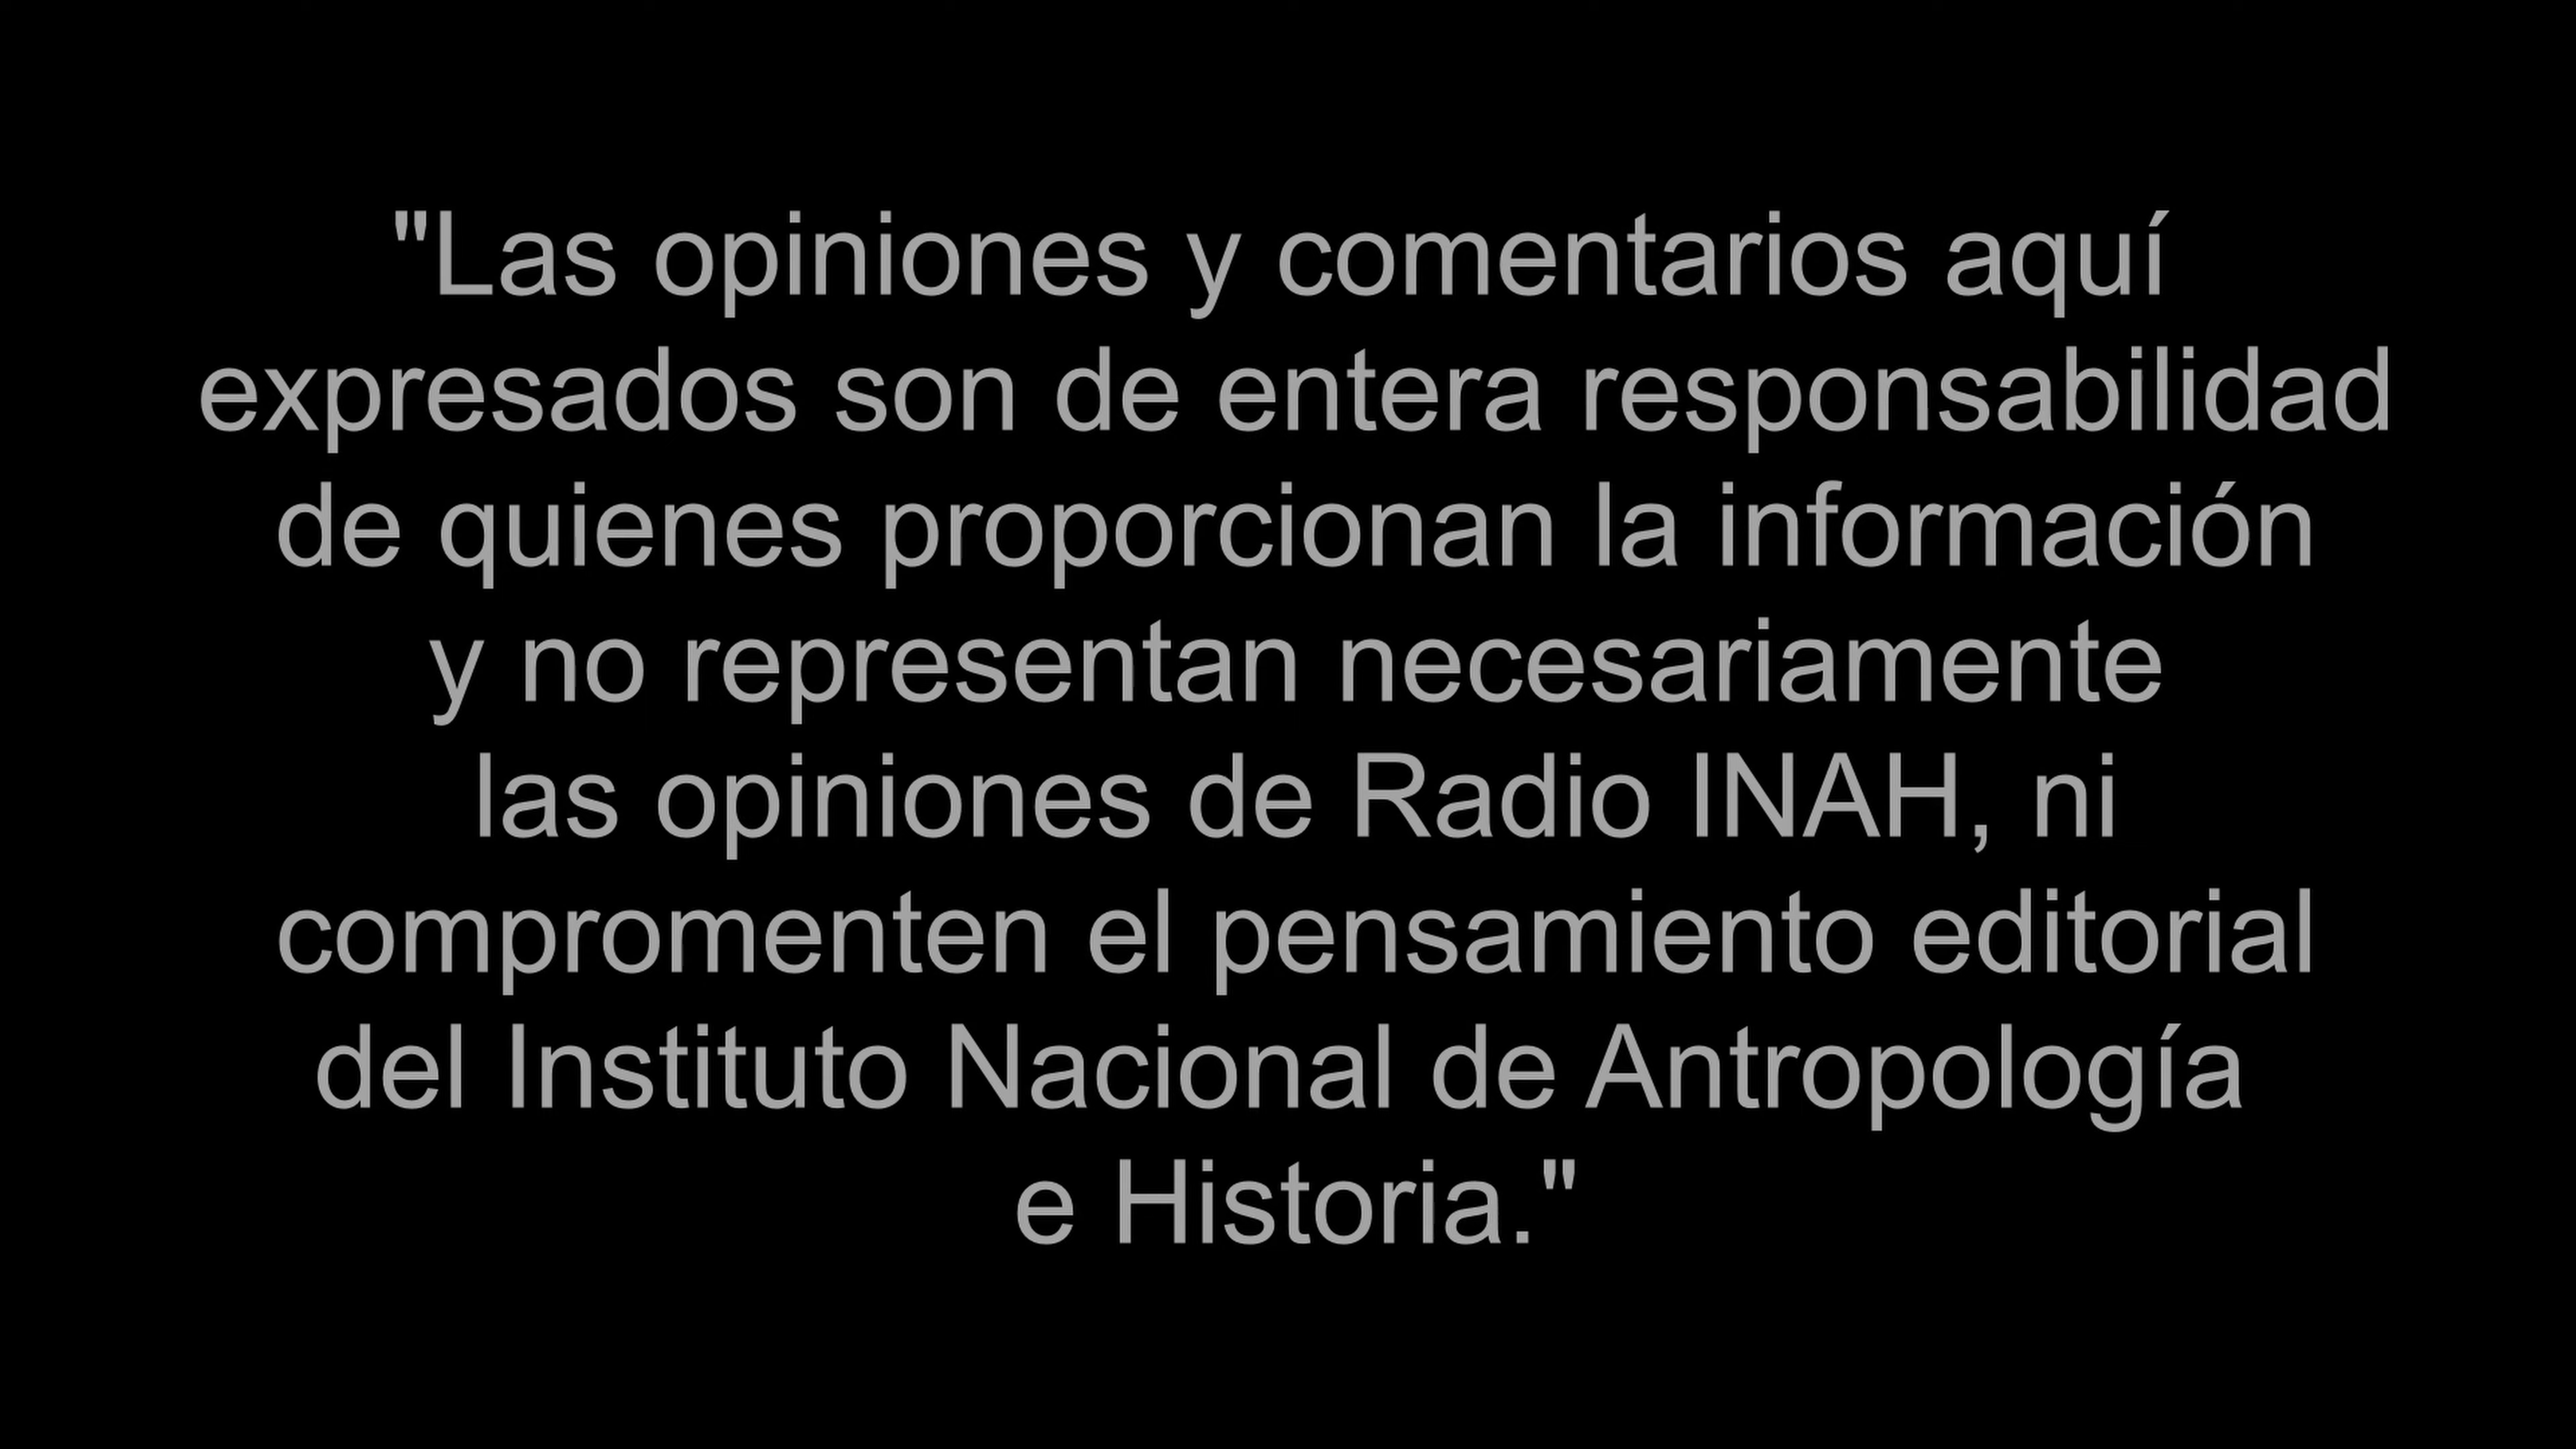 "Las opiniones y comentarios aquí
expresados son de entera responsabilidad
de quienes proporcionan la información
y no representan necesariamente
las opiniones de Radio INAH, ni
compromenten el pensamiento editorial
del Instituto Nacional de Antropología
e Historia."